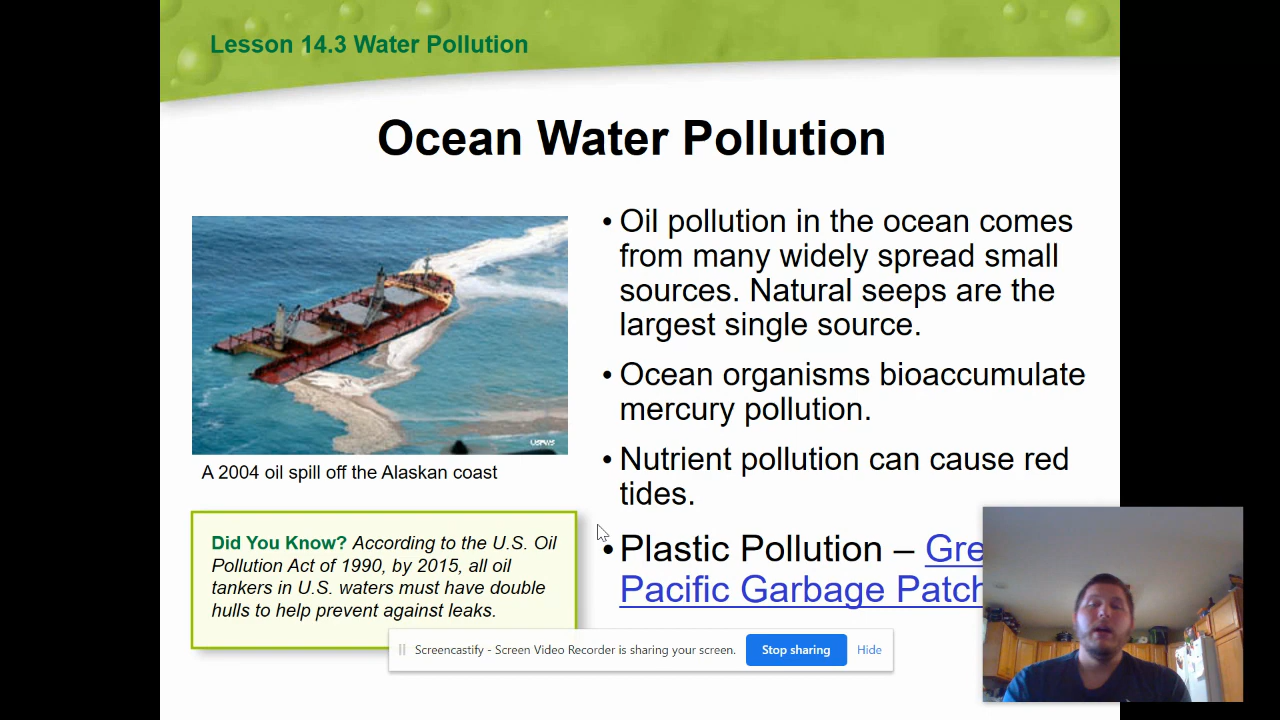 Lesson 14.3 Water Pollution
Ocean Water Pollution
• Oil pollution in the ocean comes
from many widely spread small
sources. Natural seeps are the
largest single source.
• Ocean organisms bioaccumulate
mercury pollution.
• Nutrient pollution can cause red
tides.
• Plastic Pollution – Gre
Pacific Garbage Patch
USFWS
A 2004 oil spill off the Alaskan coast
Did You Know? According to the U.S. Oil
Pollution Act of 1990, by 2015, all oil
tankers in U.S. waters must have double
hulls to help prevent against leaks.
Screencastify - Screen Video Recorder is sharing your screen.
Stop sharing
Hide